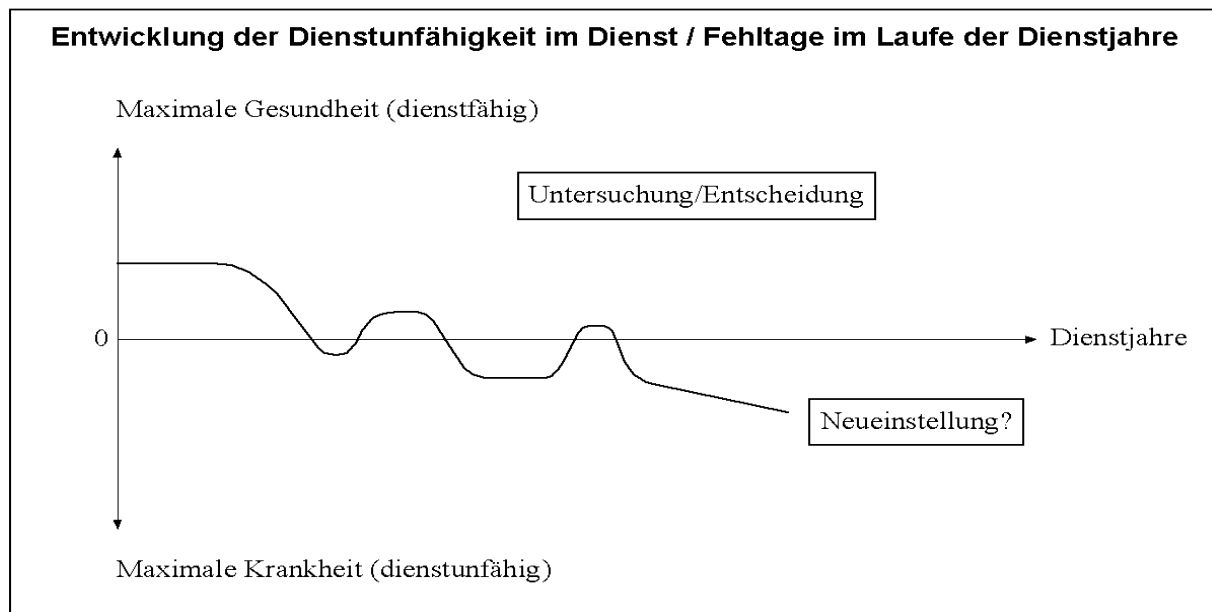 Entwicklung der Dienstunfähigkeit im Dienst / Fehltage im Laufe der Dienstjahre
Maximale Gesundheit (dienstfähig)
Untersuchung/Entscheidung
0
Dienstjahre
Neueinstellung?
Maximale Krankheit (dienstunfähig)